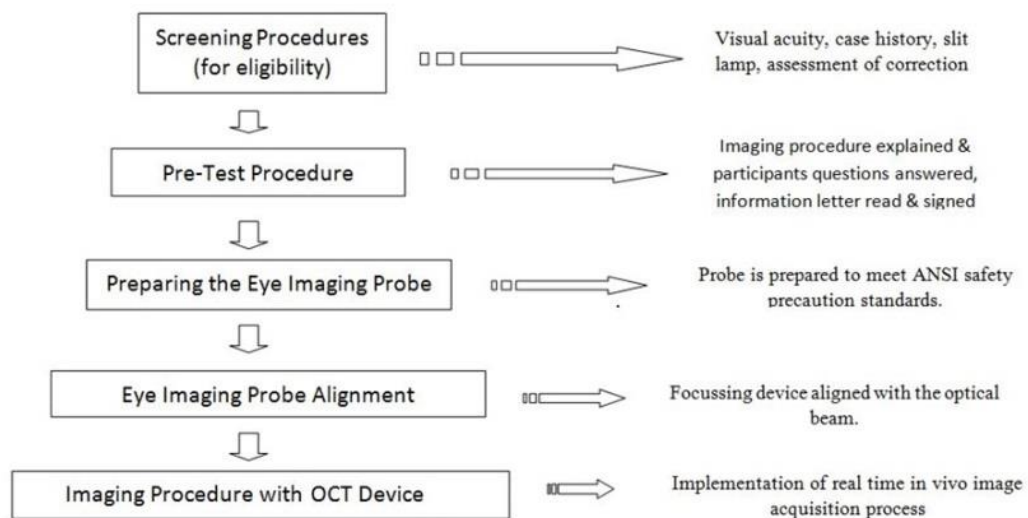 Screening Procedures
(for eligibility)
Visual acuity, case history, slit
lamp, assessment of correction
Pre-Test Procedure
Imaging procedure explained &
participants questions answered,
information letter read & signed
Preparing the Eye Imaging Probe
Probe is prepared to meet ANSI safety
precaution standards.
Eye Imaging Probe Alignment
Focussing device aligned with the optical
beam.
Imaging Procedure with OCT Device
Implementation of real time in vivo image
acquisition process